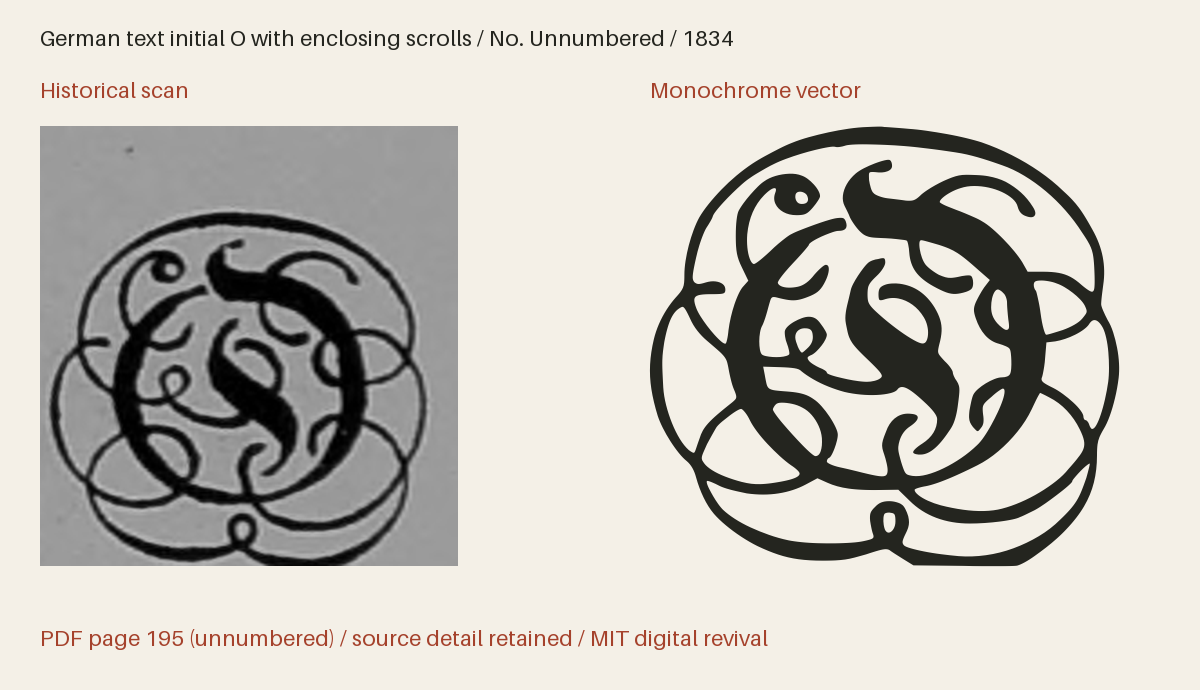 German text initial O with enclosing scrolls / No. Unnumbered / 1834
Historical scan
Monochrome vector
O
O
PDF page 195 (unnumbered) / source detail retained / MIT digital revival